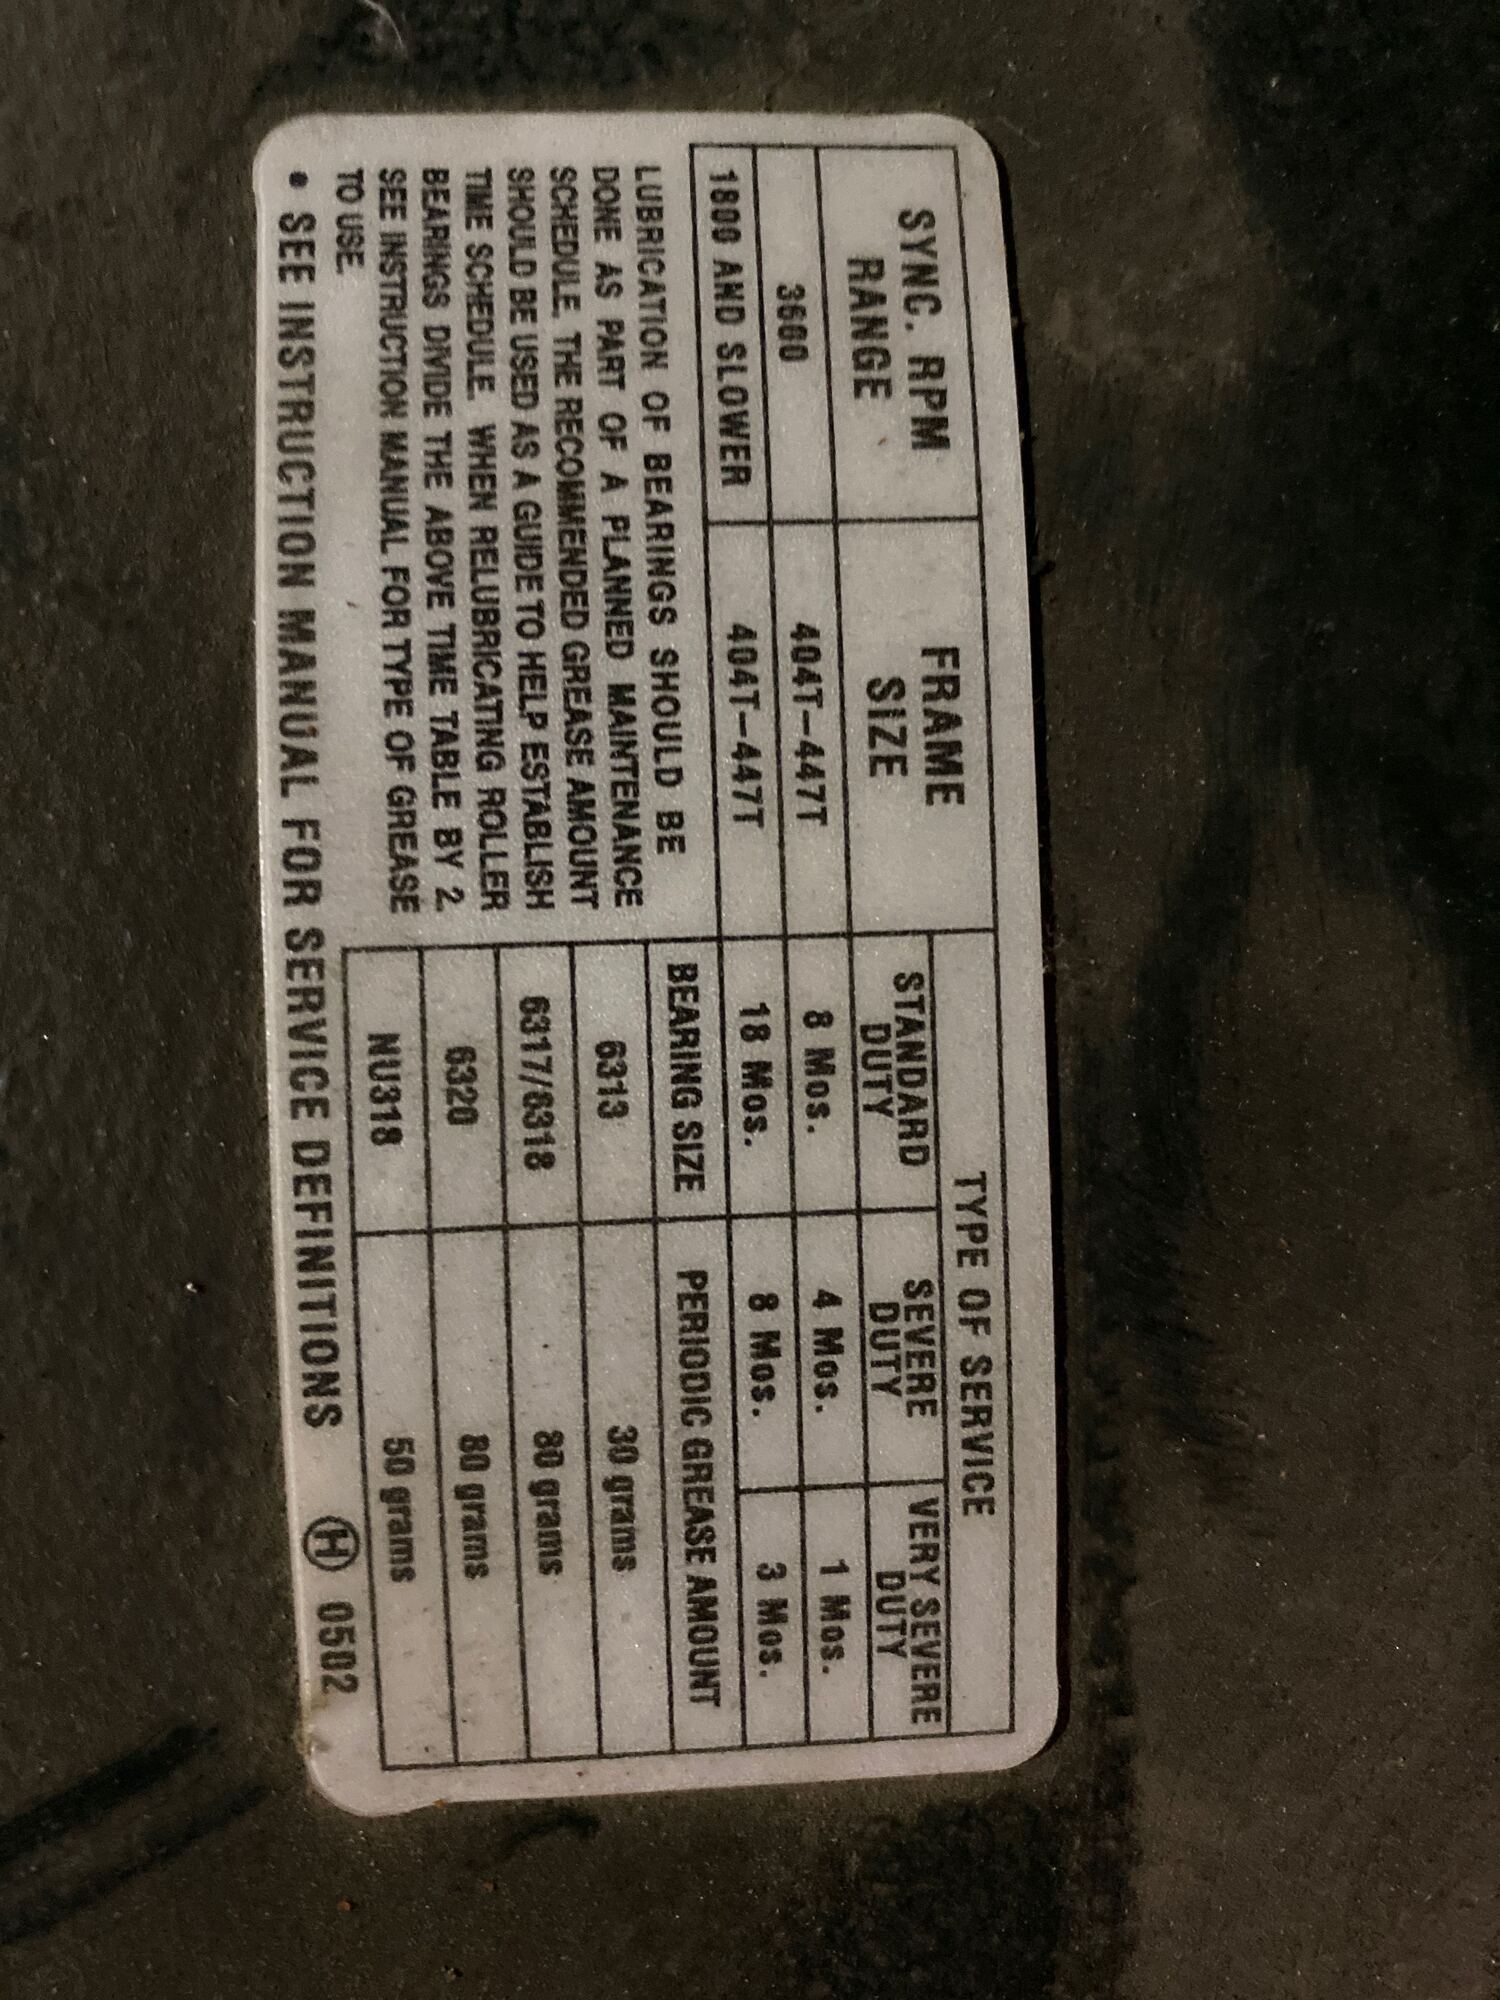 SYNC. RPM RANGE FRAME SIZE TYPE OF SERVICE
STANDARD DUTY SEVERE DUTY VERY SEVERE DUTY
3600 404T-447T 8 Mos. 4 Mos. 1 Mos.
1800 AND SLOWER 404T-447T 18 Mos. 8 Mos. 3 Mos.
LUBRICATION OF BEARINGS SHOULD BE
DONE AS PART OF A PLANNED MAINTENANCE
SCHEDULE. THE RECOMMENDED GREASE AMOUNT
SHOULD BE USED AS A GUIDE TO HELP ESTABLISH
TIME SCHEDULE. WHEN RELUBRICATING ROLLER
BEARINGS DIVIDE THE ABOVE TIME TABLE BY 2.
SEE INSTRUCTION MANUAL FOR TYPE OF GREASE
TO USE.
BEARING SIZE PERIODIC GREASE AMOUNT
6313 30 grams
6317/6318 80 grams
6320 80 grams
NU318 50 grams
• SEE INSTRUCTION MANUAL FOR SERVICE DEFINITIONS H 0502